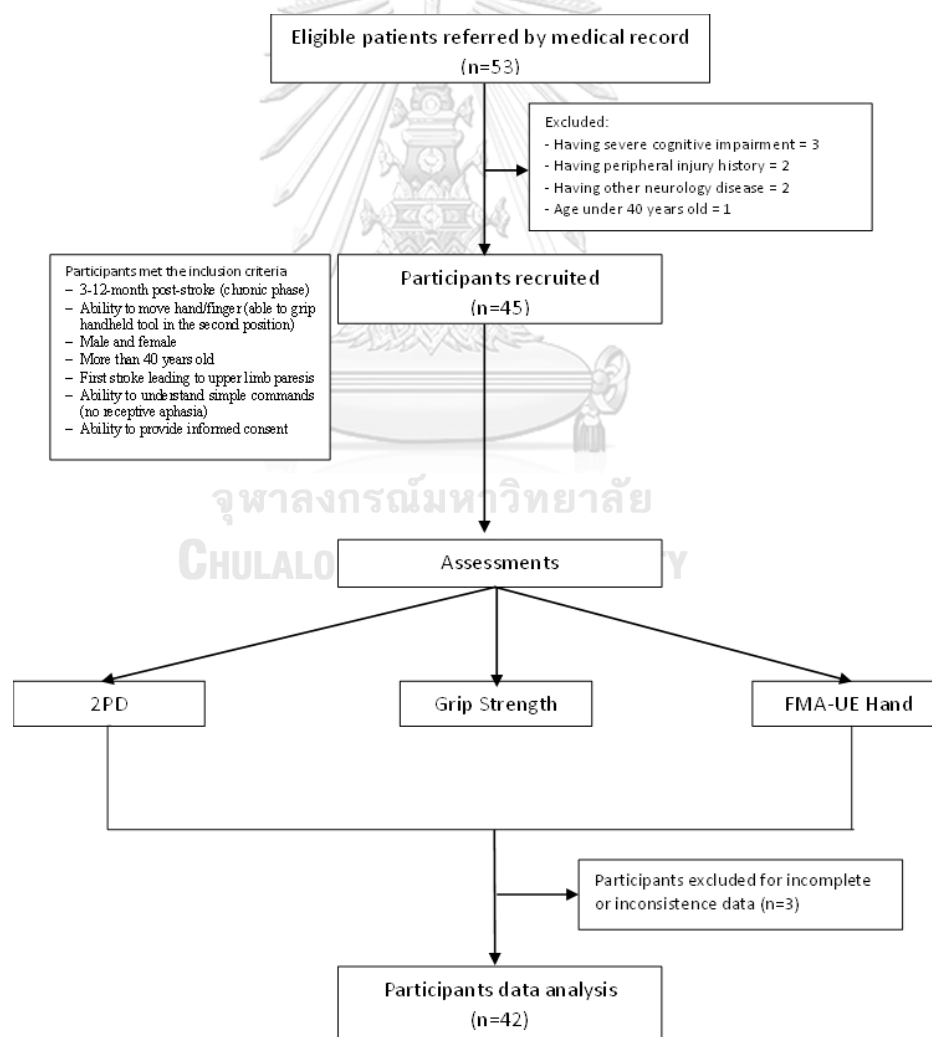 Eligible patients referred by medical record
(n=53)
Excluded:
- Having severe cognitive impairment = 3
- Having peripheral injury history = 2
- Having other neurology disease = 2
- Age under 40 years old = 1
Participants recruited
(n=45)
Participants met the inclusion criteria
– 3-12-month post-stroke (chronic phase)
– Ability to move hand/finger (able to grip
handheld tool in the second position)
– Male and female
– More than 40 years old
– First stroke leading to upper limb paresis
– Ability to understand simple commands
(no receptive aphasia)
– Ability to provide informed consent
จุฬาลงกรณ์มหาวิทยาลัย
CHULALO
Y
Assessments
2PD
Grip Strength
FMA-UE Hand
Participants excluded for incomplete
or inconsistence data (n=3)
Participants data analysis
(n=42)